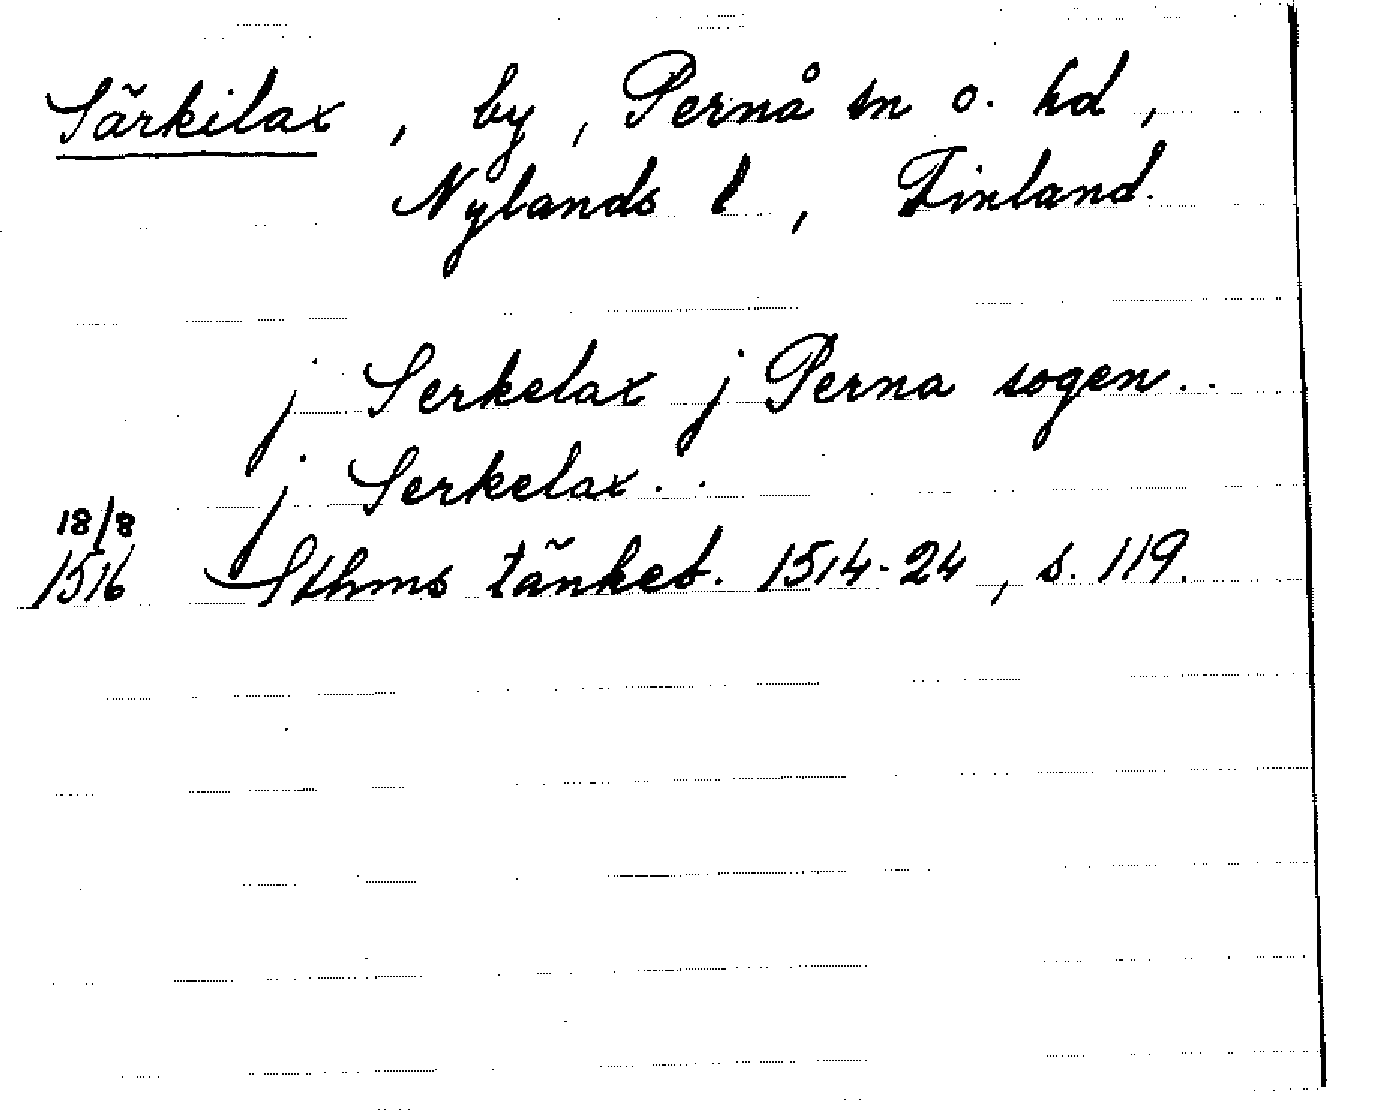 Särkilax, by, Pernå sn o. hd,
Nylands l, Finland.
j Serkelax j Perna sogen..
j Serkelax..
18/8
1516 Sthms tänkeb. 1514-24, s. 119.